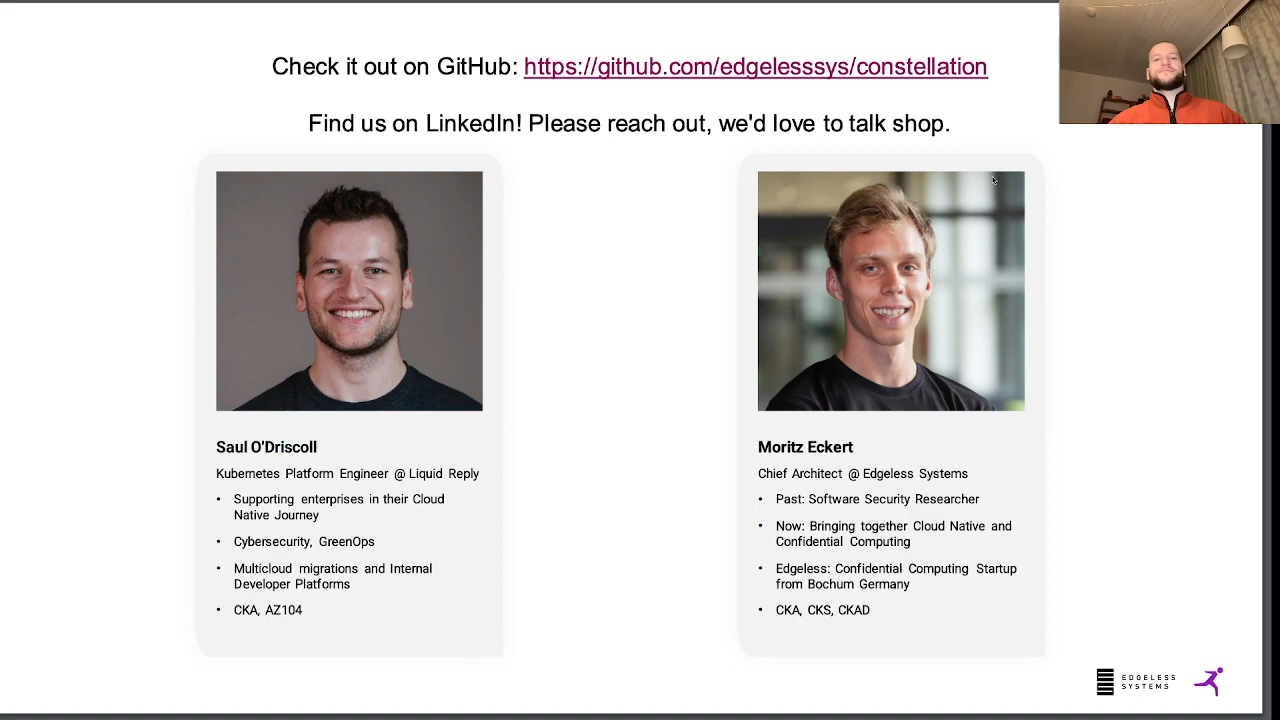 Check it out on GitHub: https://github.com/edgelesssys/constellation
Find us on LinkedIn! Please reach out, we'd love to talk shop.
Saul O'Driscoll
Kubernetes Platform Engineer @ Liquid Reply
• Supporting enterprises in their Cloud
Native Journey
• Cybersecurity, GreenOps
• Multicloud migrations and Internal
Developer Platforms
• CKA, AZ104
Moritz Eckert
Chief Architect @ Edgeless Systems
• Past: Software Security Researcher
• Now: Bringing together Cloud Native and
Confidential Computing
• Edgeless: Confidential Computing Startup
from Bochum Germany
• CKA, CKS, CKAD
EDGELESS
SYSTEMS